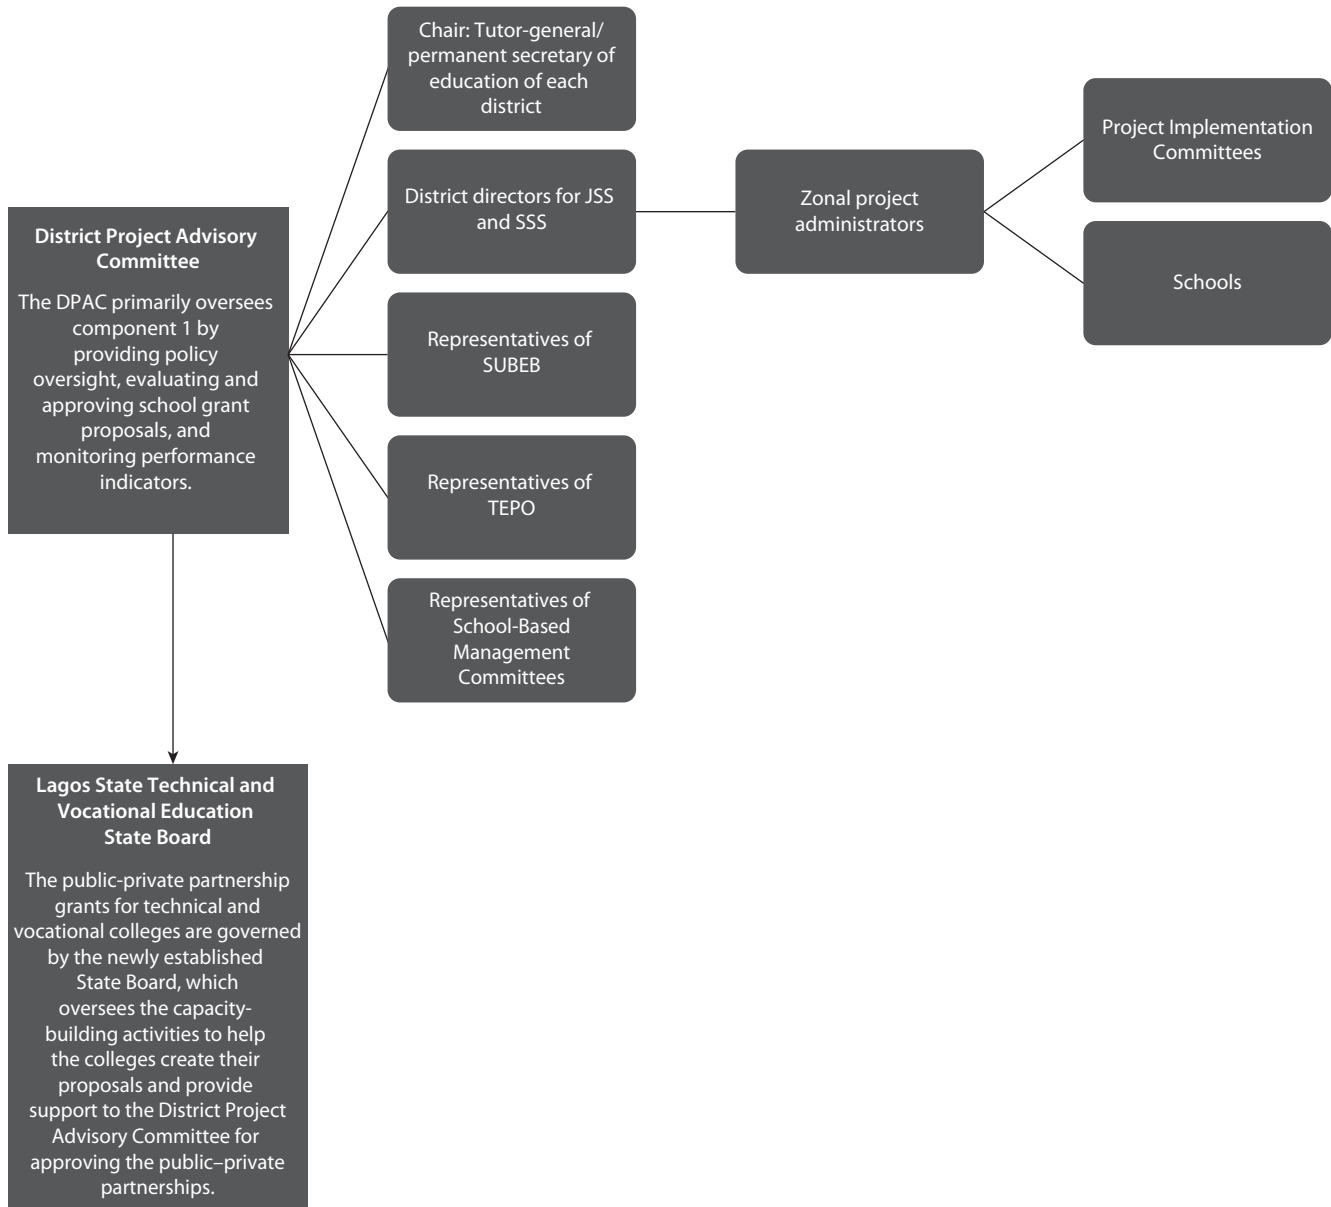 Chair: Tutor-general/
permanent secretary of
education of each
district
District directors for JSS
and SSS
Zonal project
administrators
Project Implementation
Committees
Schools
District Project Advisory
Committee
The DPAC primarily oversees
component 1 by
providing policy
oversight, evaluating and
approving school grant
proposals, and
monitoring performance
indicators.
Representatives of
SUBEB
Representatives of
TEPO
Representatives of
School-Based
Management
Committees
Lagos State Technical and
Vocational Education
State Board
The public-private partnership
grants for technical and
vocational colleges are governed
by the newly established
State Board, which
oversees the capacity-
building activities to help
the colleges create their
proposals and provide
support to the District Project
Advisory Committee for
approving the public–private
partnerships.